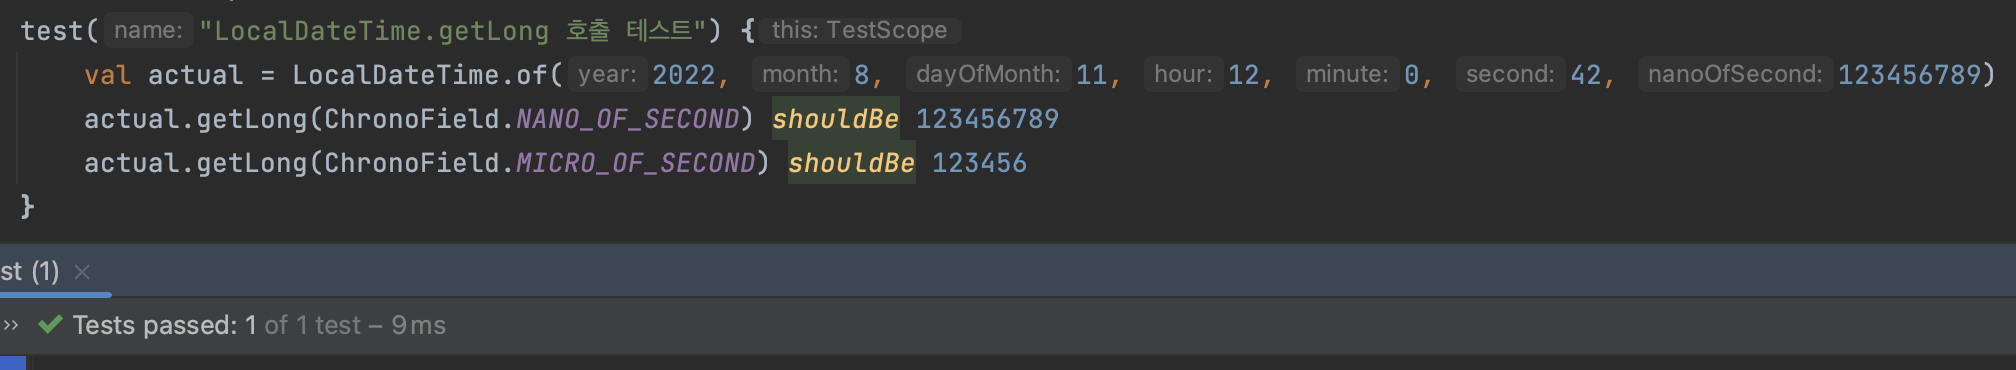 test( name: "LocalDateTime.getLong 호출 테스트") { this: TestScope
val actual = LocalDateTime.of( year: 2022, month: 8, dayOfMonth: 11, hour: 12, minute: 0, second: 42, nanoOfSecond: 123456789)
actual.getLong(ChronoField.NANO_OF_SECOND) shouldBe 123456789
actual.getLong(ChronoField.MICRO_OF_SECOND) shouldBe 123456
}
st (1) ×
» ✔ Tests passed: 1 of 1 test – 9 ms